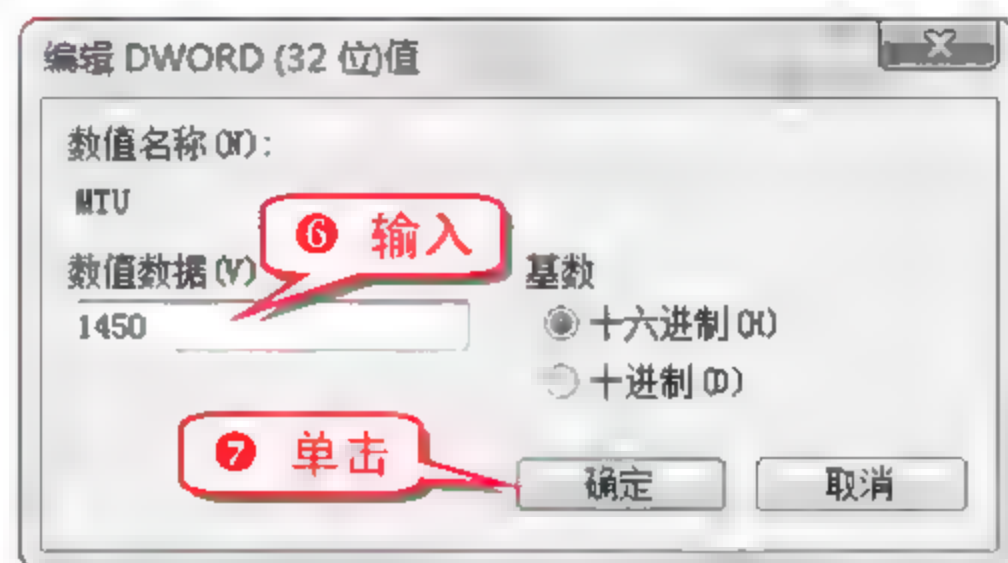 编辑 DWORD (32 位)值
数值名称(N):
MTU
❻ 输入
数值数据(V)
1450
基数
十六进制(H)
十进制(D)
❼ 单击
确定
取消